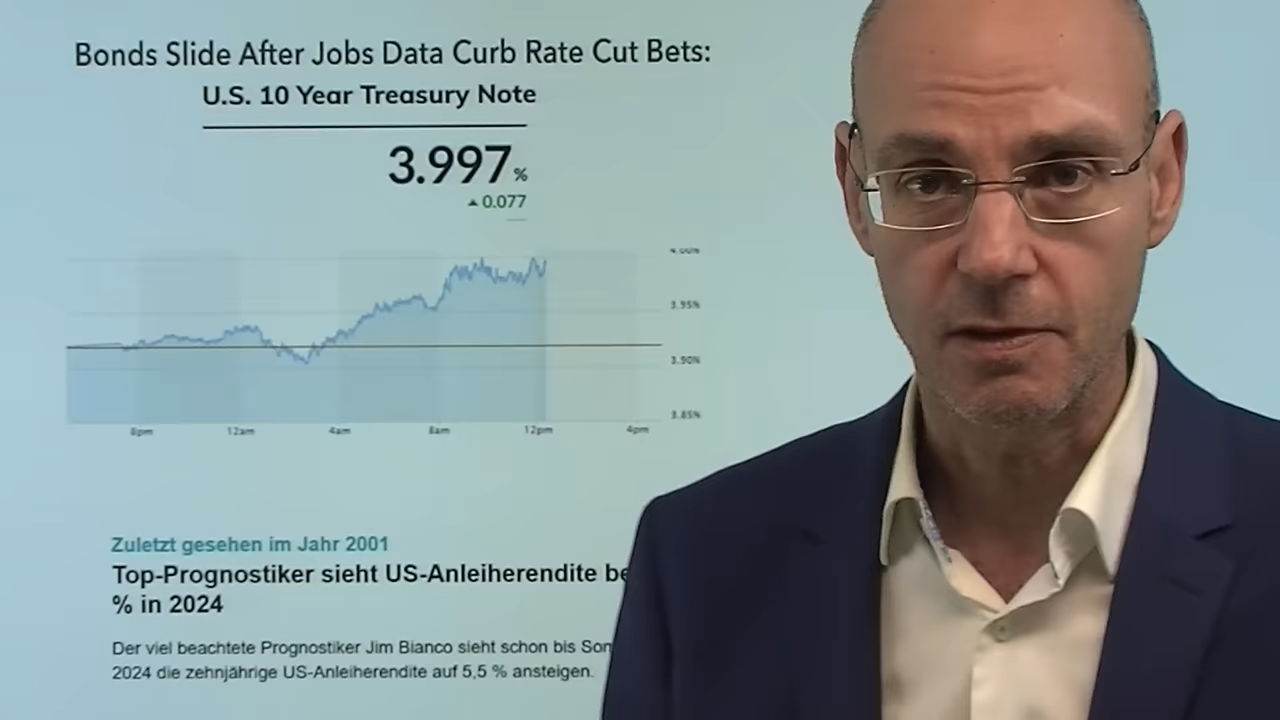 Bonds Slide After Jobs Data Curb Rate Cut Bets:
U.S. 10 Year Treasury Note
3.997%
▲ 0.077
4.00%
3.95%
3.90%
3.85%
8pm 12am 4am 8am 12pm 4pm
Zuletzt gesehen im Jahr 2001
Top-Prognostiker sieht US-Anleiherendite
% in 2024
Der viel beachtete Prognostiker Jim Bianco sieht schon bis
2024 die zehnjährige US-Anleiherendite auf 5,5 % ansteigen.